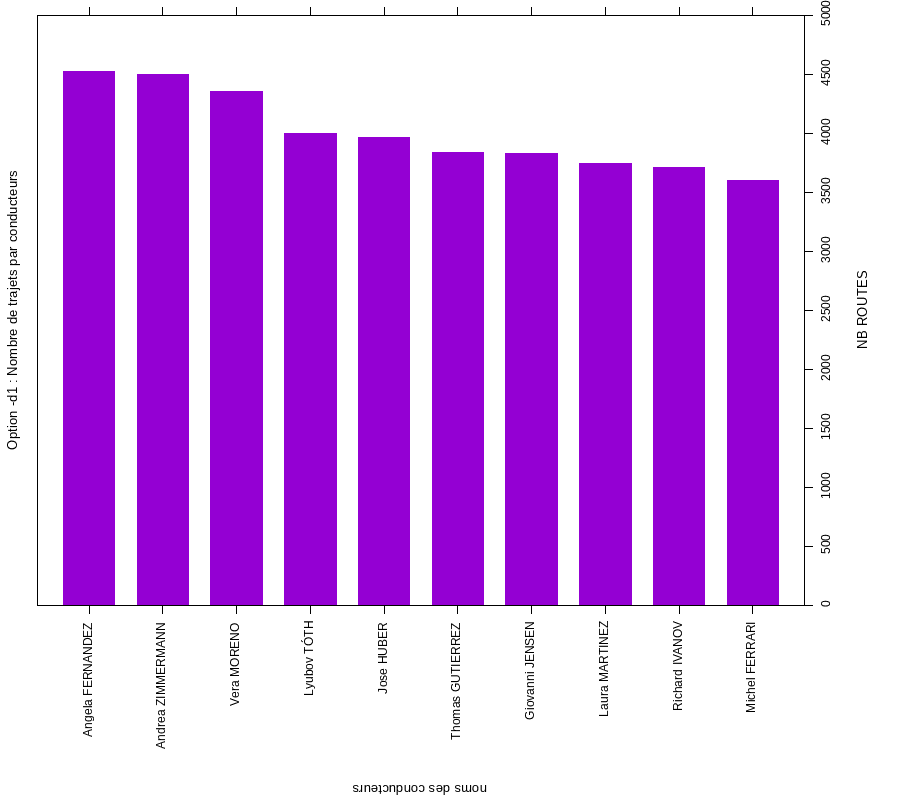 Option -d1 : Nombre de trajets par conducteurs
5000
4500
4000
3500
3000
2500
2000
1500
1000
500
0
NB ROUTES
Angela FERNANDEZ
Andrea ZIMMERMANN
Vera MORENO
Lyubov TÓTH
Jose HUBER
Thomas GUTIERREZ
Giovanni JENSEN
Laura MARTINEZ
Richard IVANOV
Michel FERRARI
noms des conducteurs